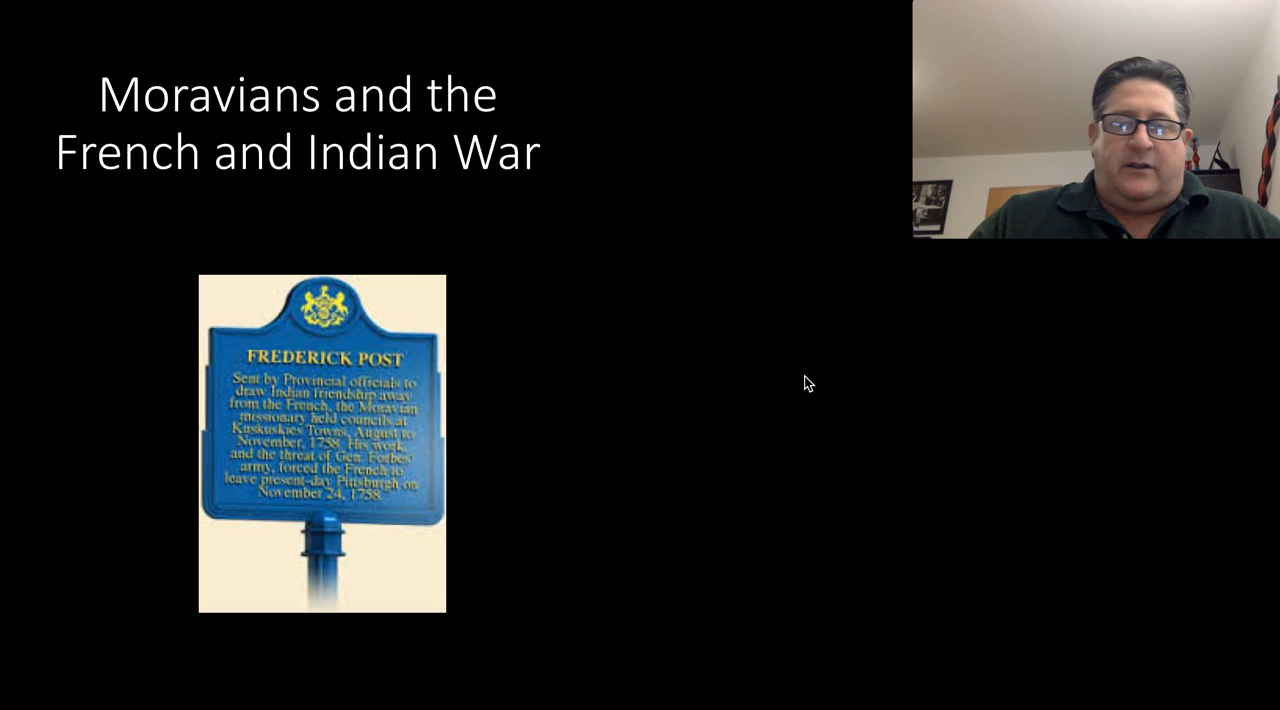 Moravians and the
French and Indian War
FREDERICK POST
Sent by Provincial officials to
draw Indian friendship away
from the French, the Moravian
missionary held councils at
Kuskuskies Towns, August to
November, 1758. His work,
and the threat of Gen. Forbes'
army, forced the French to
leave present-day Pittsburgh on
November 24, 1758.